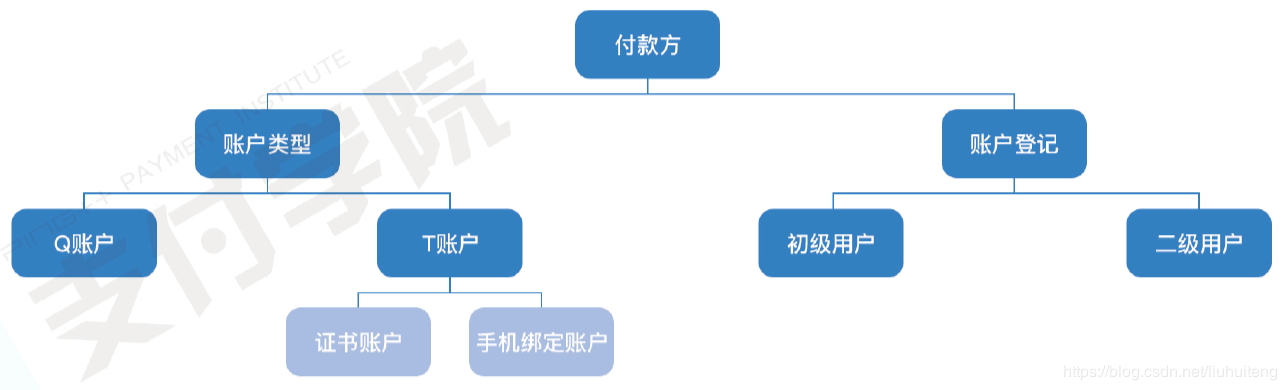 付款方
账户类型
账户登记
Q账户
T账户
初级用户
二级用户
证书账户
手机绑定账户
PAYMENT INSTITUTE
支付学院
https://blog.csdn.net/liuhuiteng